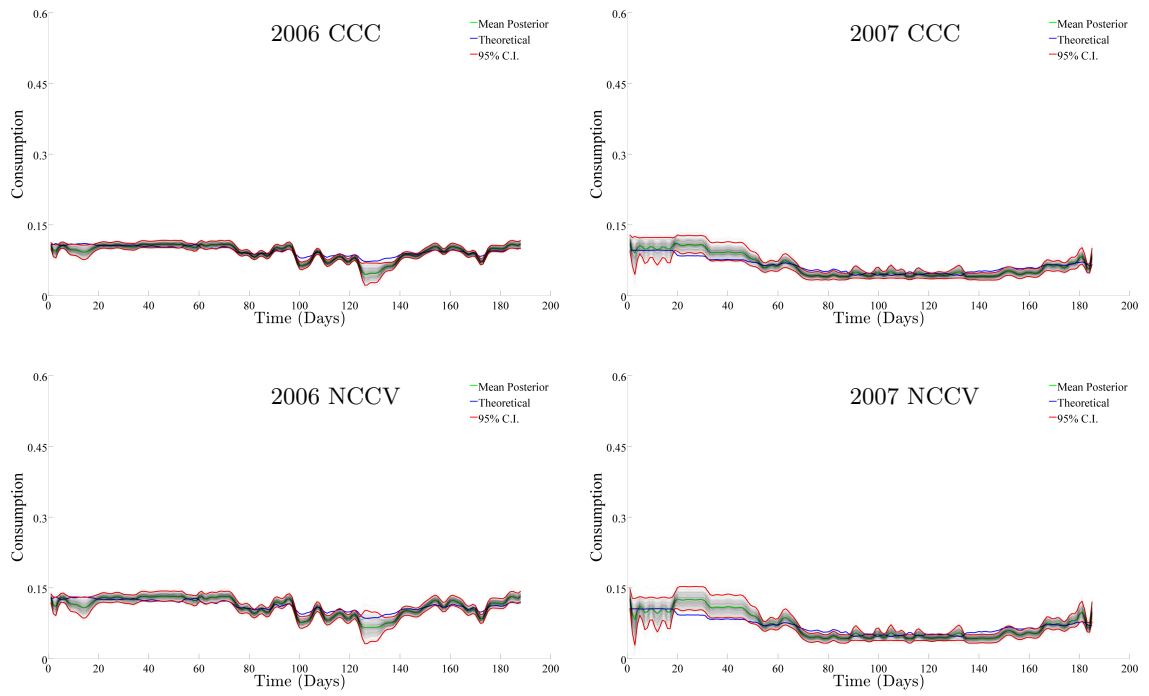 2006 CCC
Mean Posterior
Theoretical
95% C.I.
Consumption
0.6
0.45
0.3
0.15
0
0 20 40 60 80 100 120 140 160 180 200
Time (Days)
2007 CCC
Mean Posterior
Theoretical
95% C.I.
Consumption
0.6
0.45
0.3
0.15
0
0 20 40 60 80 100 120 140 160 180 200
Time (Days)
2006 NCCV
Mean Posterior
Theoretical
95% C.I.
Consumption
0.6
0.45
0.3
0.15
0
0 20 40 60 80 100 120 140 160 180 200
Time (Days)
2007 NCCV
Mean Posterior
Theoretical
95% C.I.
Consumption
0.6
0.45
0.3
0.15
0
0 20 40 60 80 100 120 140 160 180 200
Time (Days)